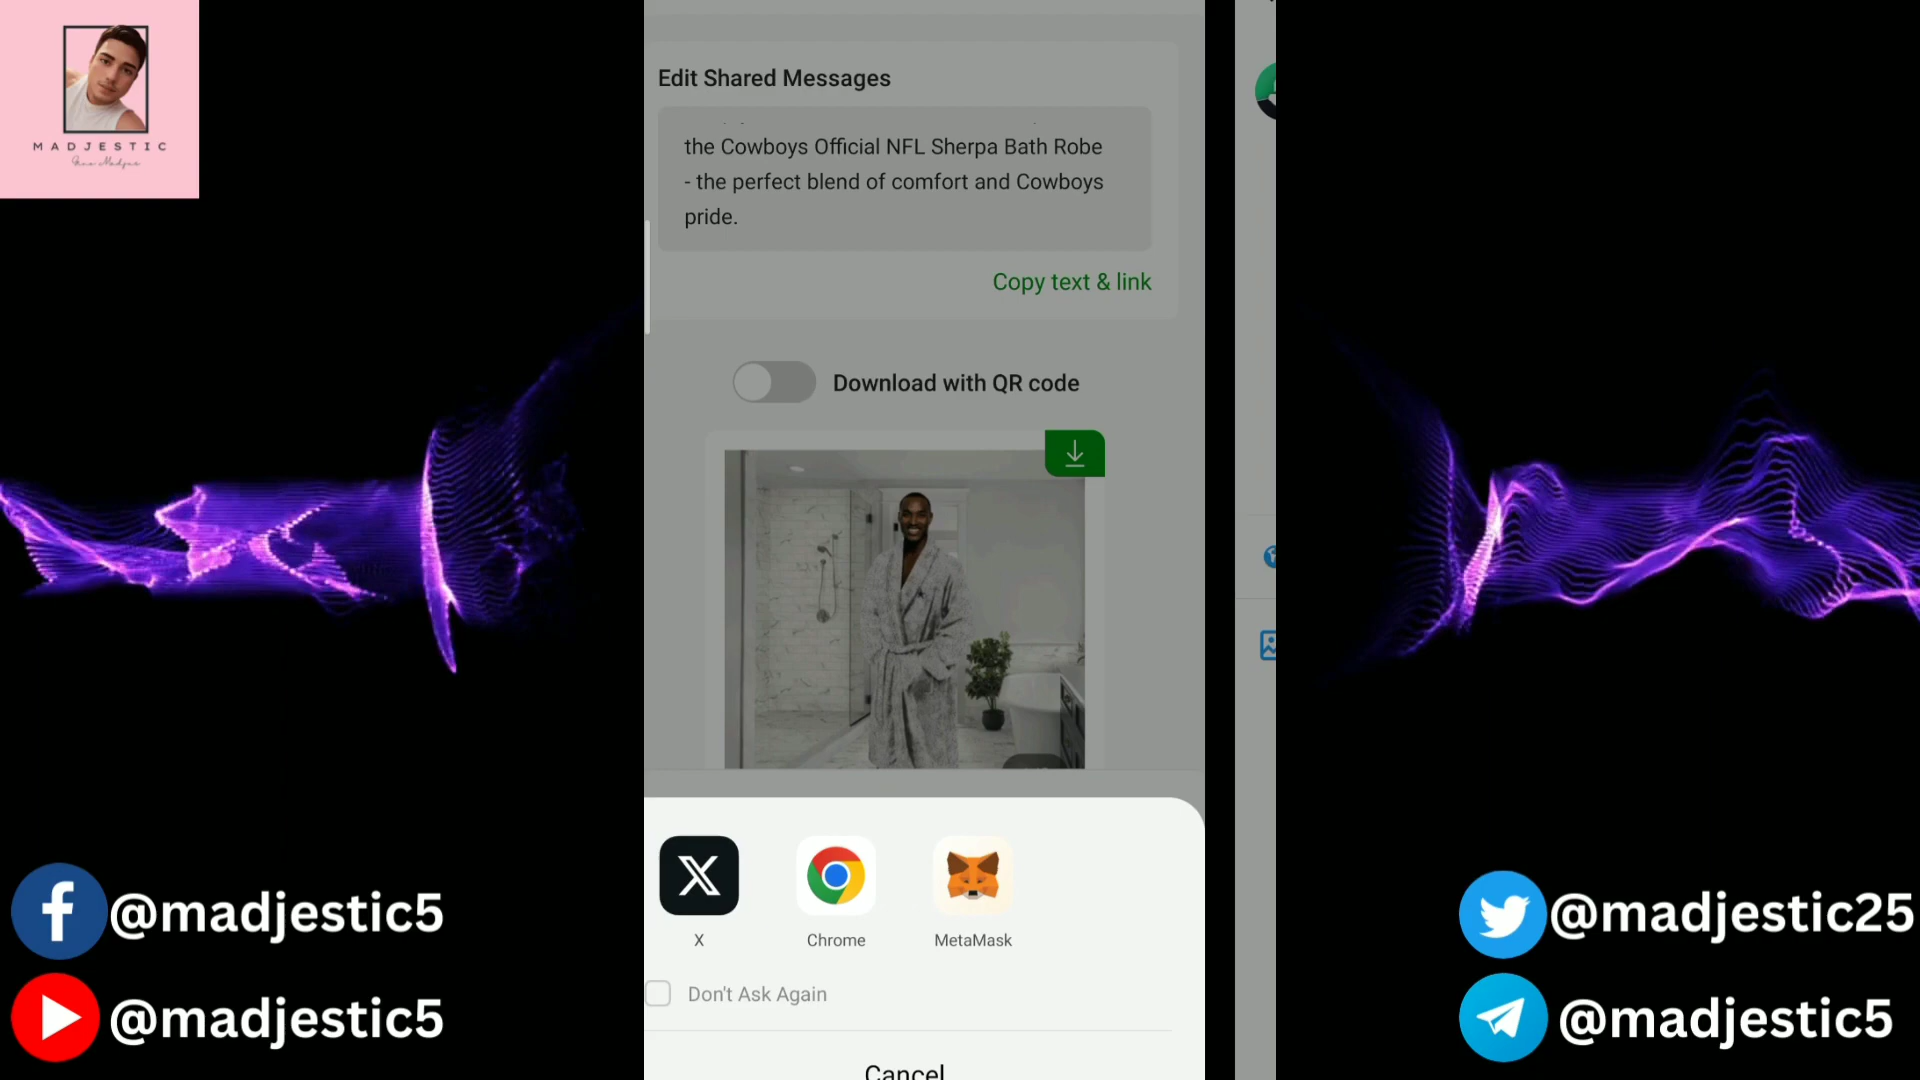 MADJESTIC
Edit Shared Messages
the Cowboys Official NFL Sherpa Bath Robe
- the perfect blend of comfort and Cowboys
pride.
Copy text & link
Download with QR code
X
Chrome
MetaMask
Don't Ask Again
Cancel
@madjestic5
@madjestic5
@madjestic25
@madjestic5